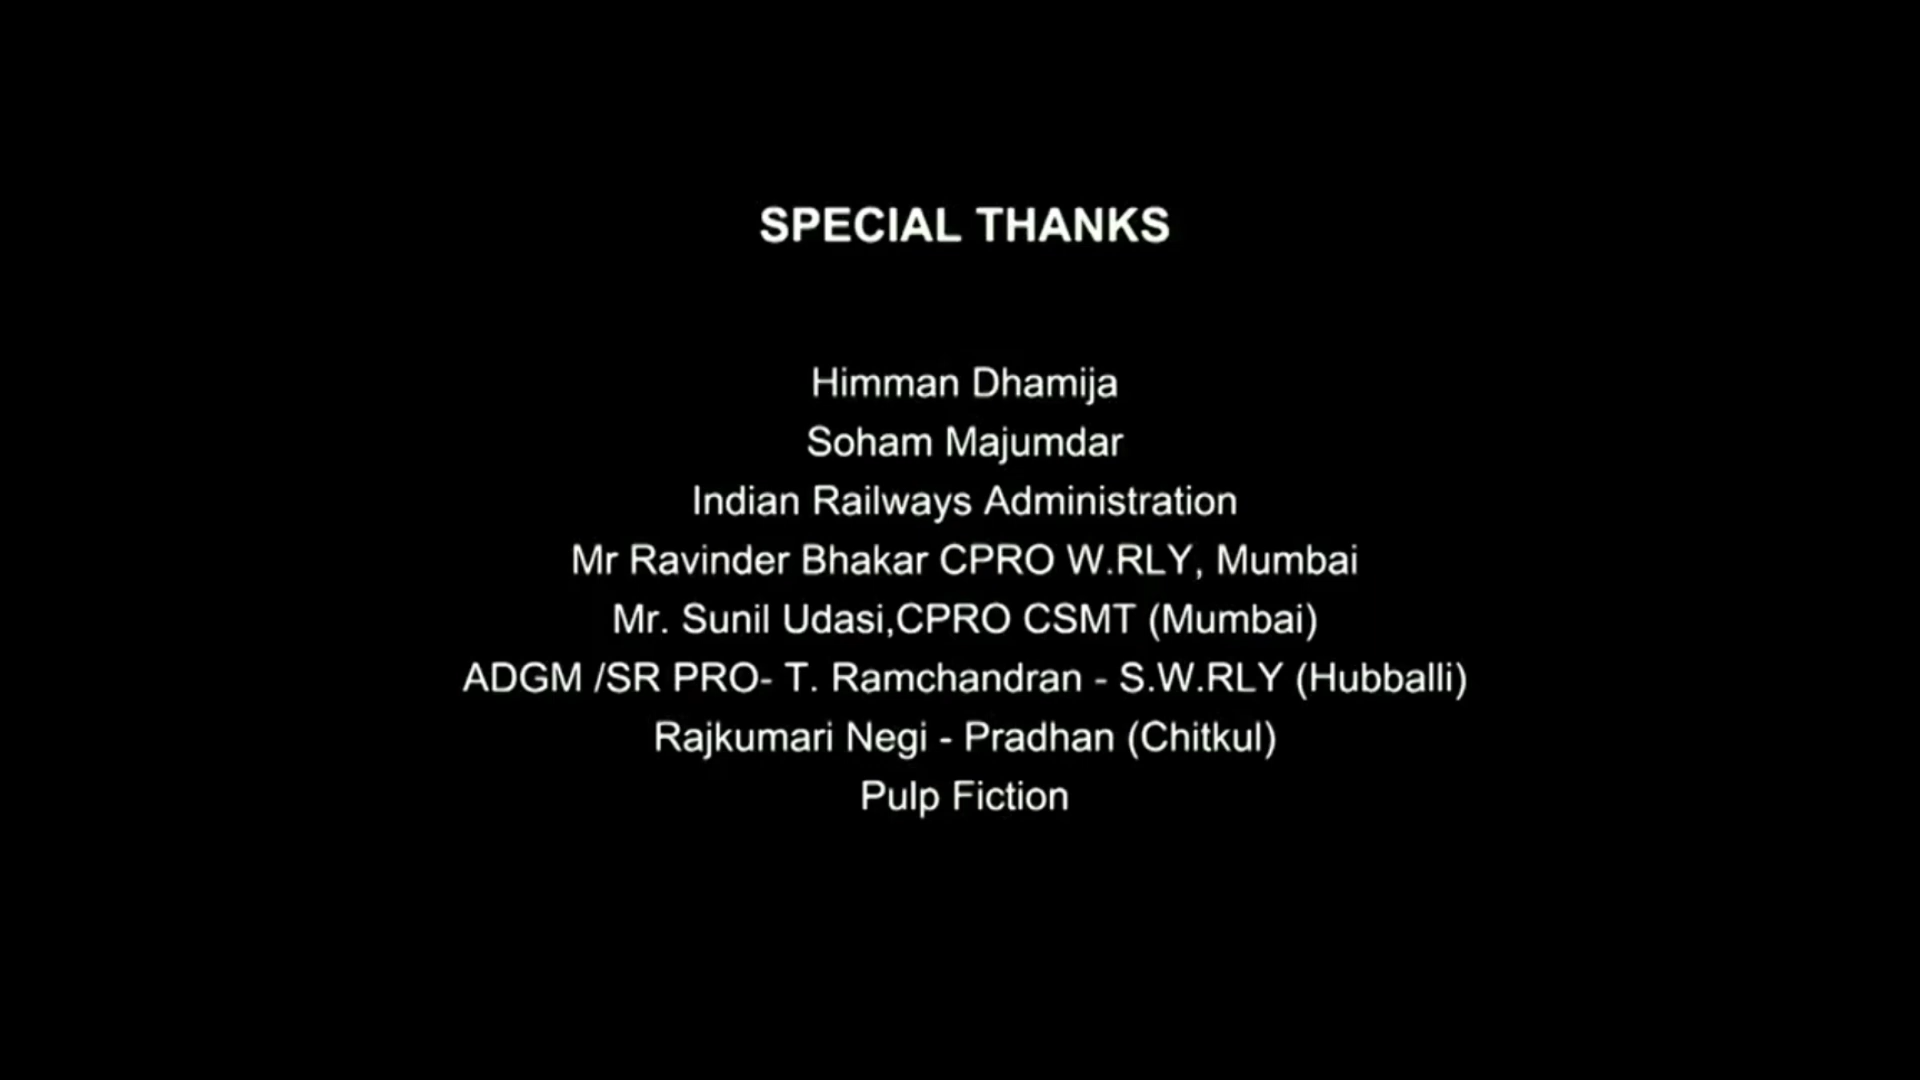 SPECIAL THANKS
Himman Dhamija
Soham Majumdar
Indian Railways Administration
Mr Ravinder Bhakar CPRO W.RLY, Mumbai
Mr. Sunil Udasi,CPRO CSMT (Mumbai)
ADGM /SR PRO- T. Ramchandran - S.W.RLY (Hubballi)
Rajkumari Negi - Pradhan (Chitkul)
Pulp Fiction